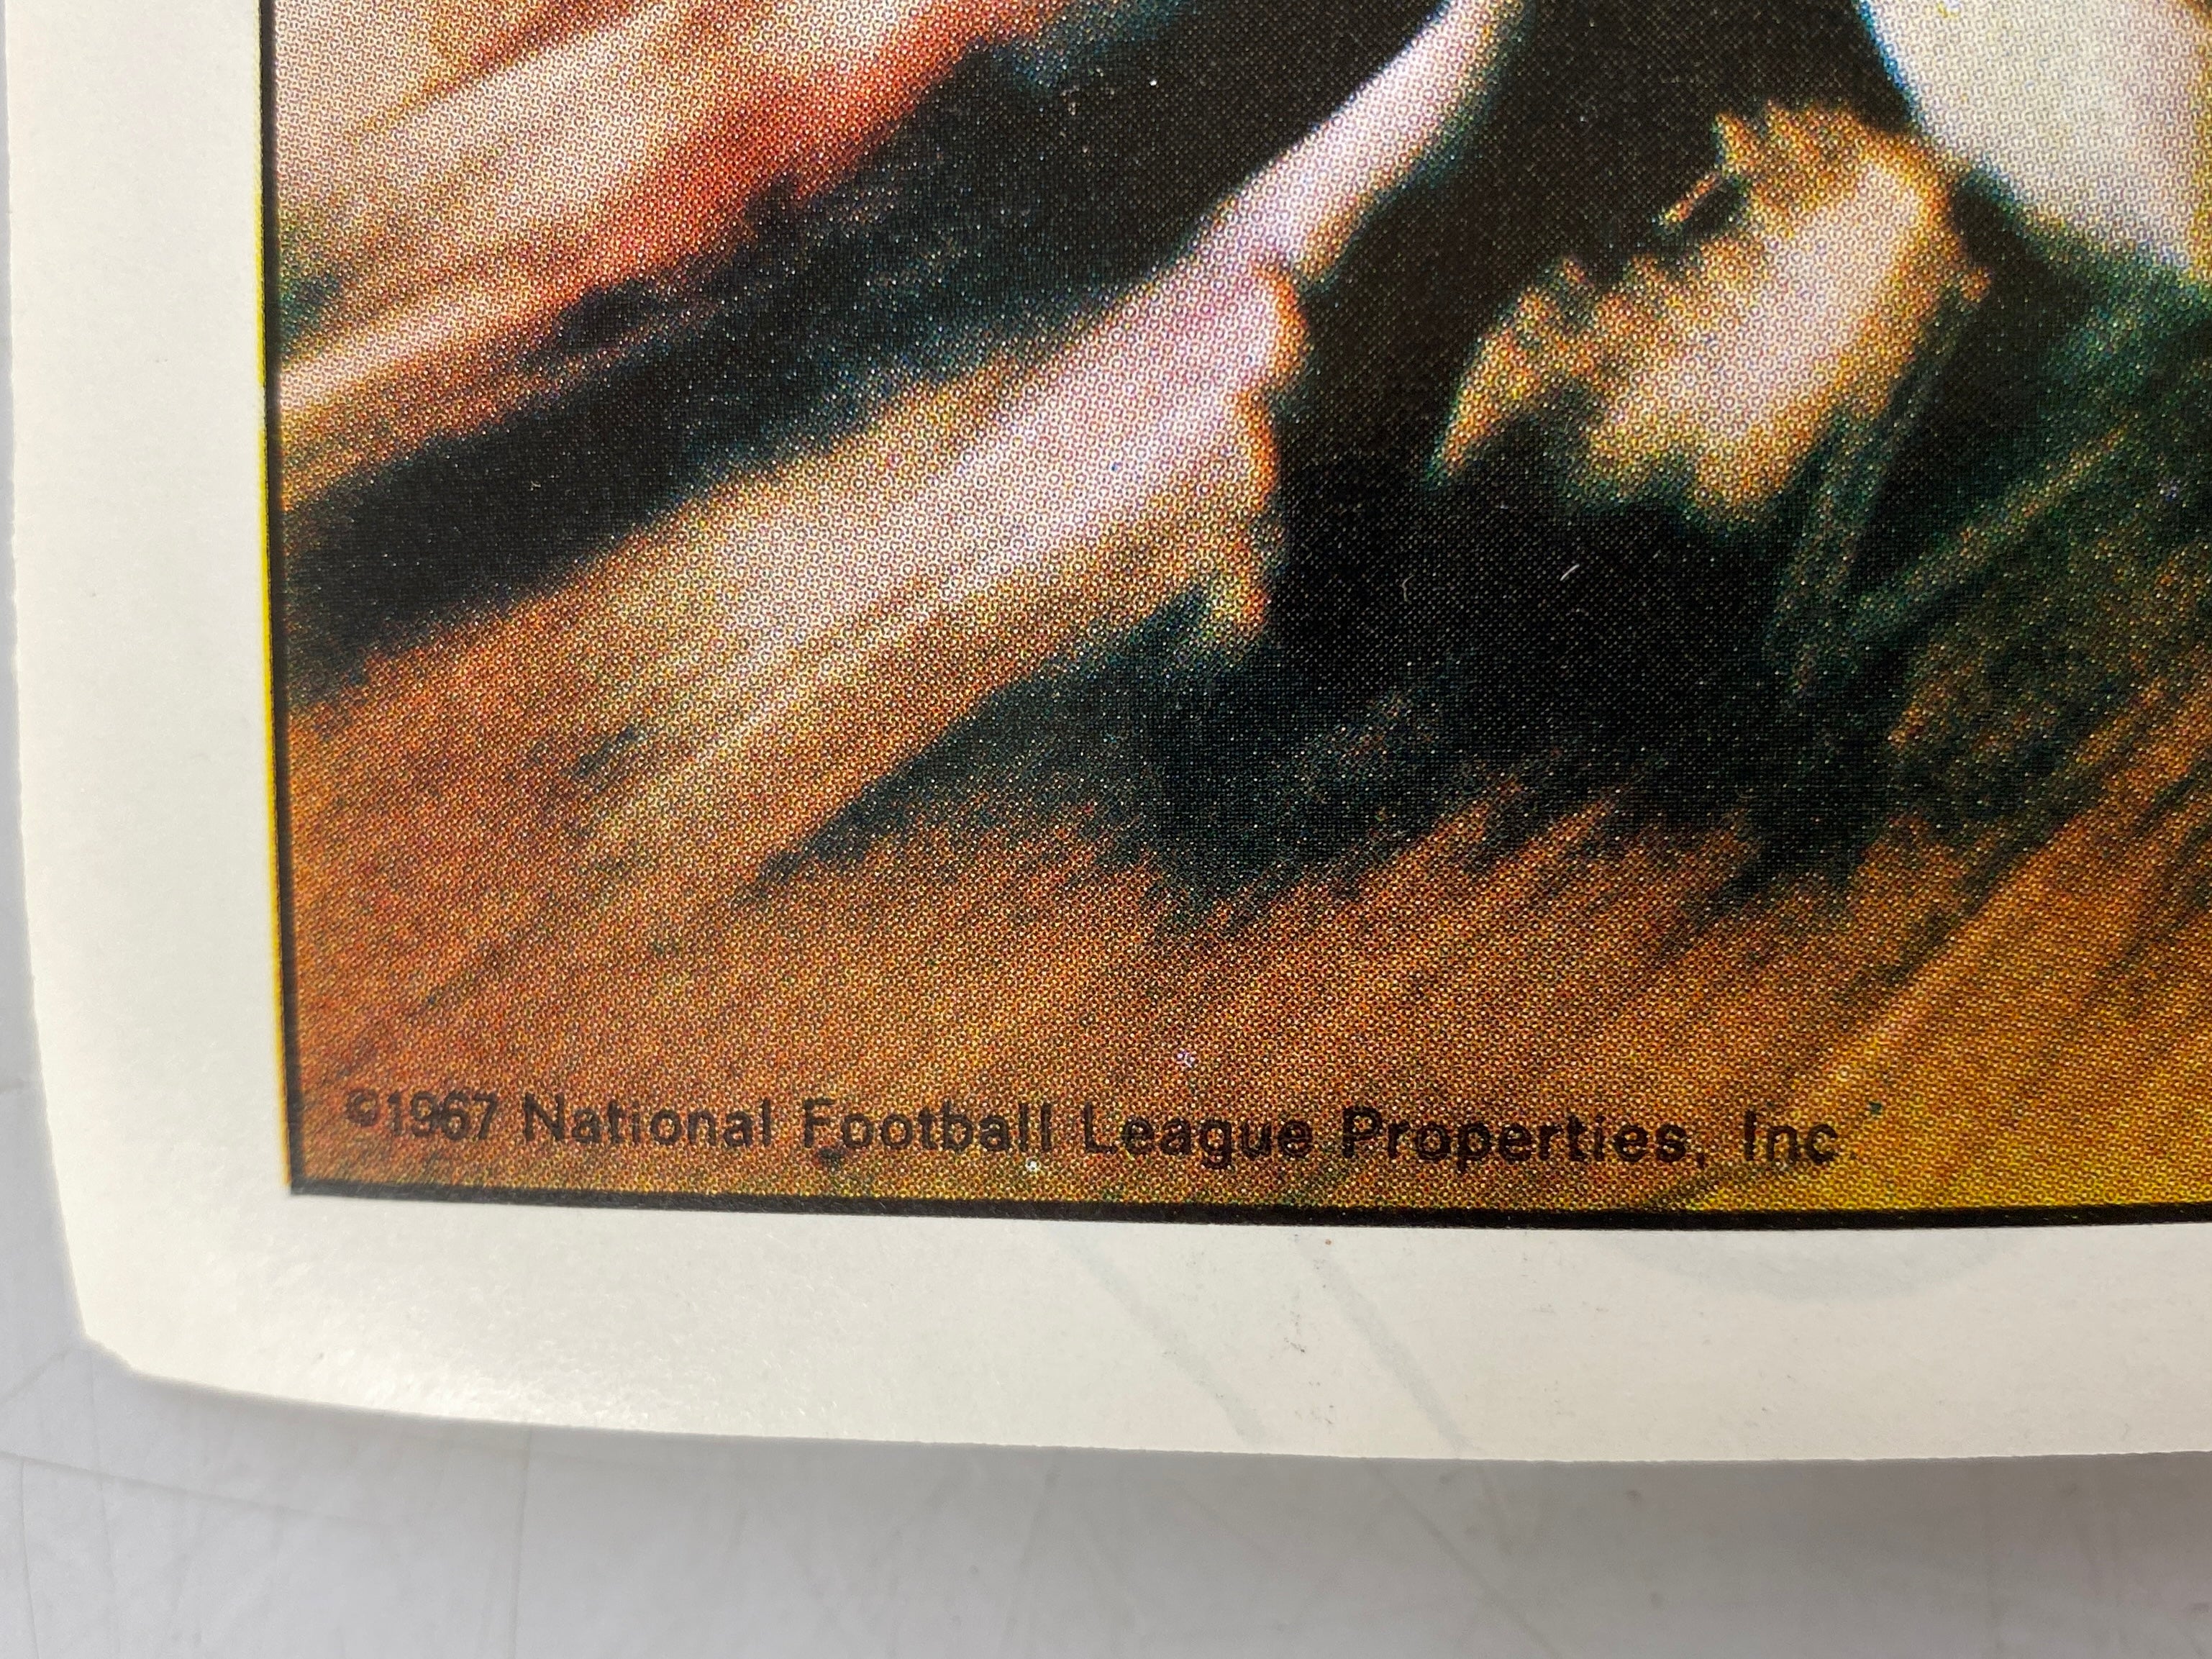 ©1967 National Football League Properties, Inc.